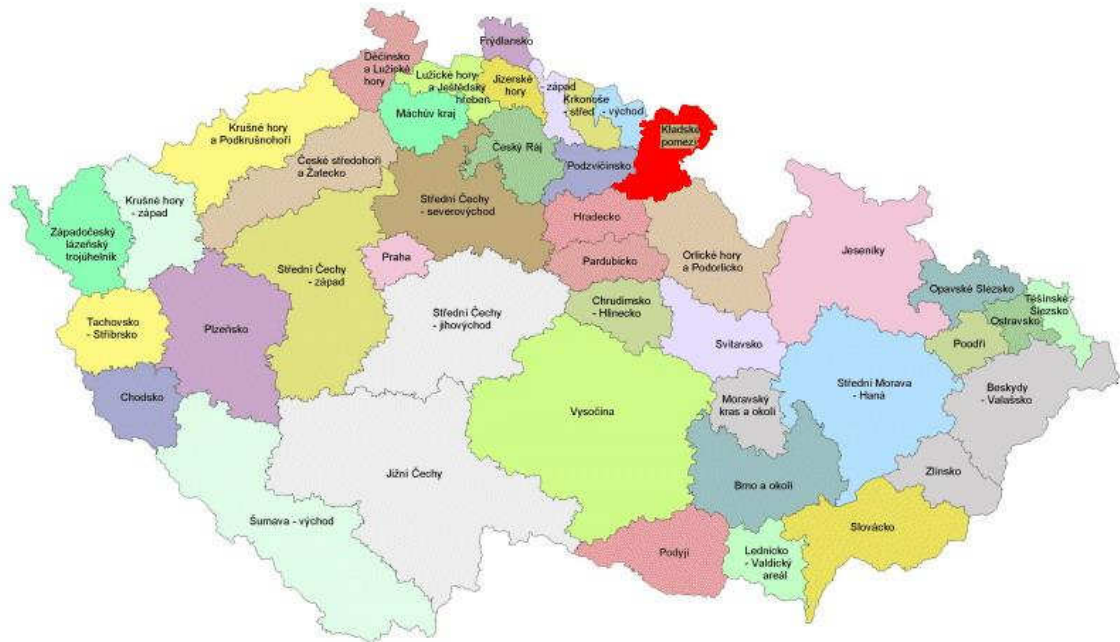 Frýdlansko
Děčínsko
a Lužické
hory
Lužické hory
a Ještědský
hřeben
Jizerské
hory
- západ
Krkonoše
- střed
- východ
Kladské
pomezí
Máchův kraj
Krušné hory
a Podkrušnohoří
České středohoří
a Žatecko
Český Ráj
Podzvičinsko
Krušné hory
- západ
Střední Čechy
- severovýchod
Hradecko
Západočeský
lázeňský
trojúhelník
Praha
Střední Čechy
- západ
Pardubicko
Orlické hory
a Podorlicko
Jeseníky
Opavské Slezsko
Těšínské
Slezsko
Ostravsko
Poodří
Tachovsko
- Stříbrsko
Plzeňsko
Střední Čechy
- jihovýchod
Chrudimsko
- Hlinecko
Svitavsko
Chodsko
Vysočina
Moravský
kras a okolí
Střední Morava
- Haná
Beskydy
- Valašsko
Jižní Čechy
Brno a okolí
Zlínsko
Šumava - východ
Podyjí
Lednicko
- Valdický
areál
Slovácko